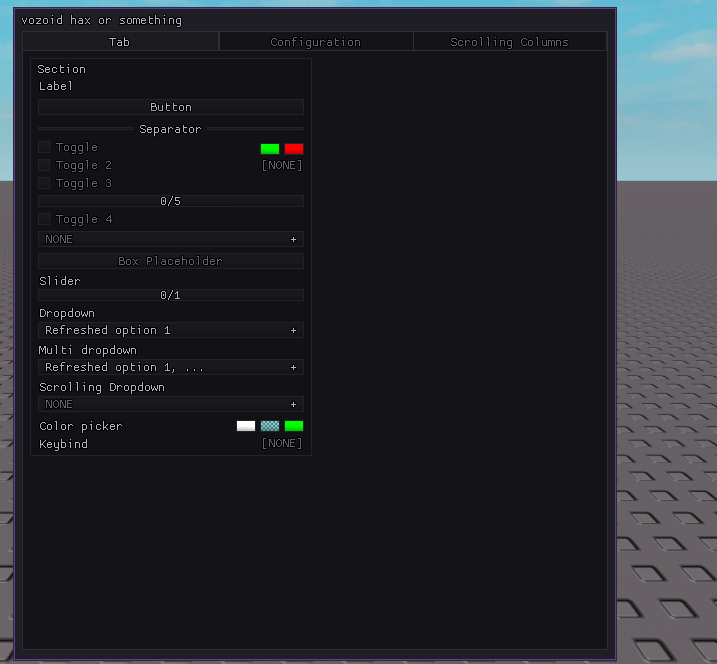 vozoid hax or something
Tab Configuration Scrolling Columns
Section
Label
Button
Separator
Toggle
Toggle 2 [NONE]
Toggle 3
0/5
Toggle 4
NONE +
Box Placeholder
Slider
0/1
Dropdown
Refreshed option 1 +
Multi dropdown
Refreshed option 1, ... +
Scrolling Dropdown
NONE +
Color picker
Keybind [NONE]